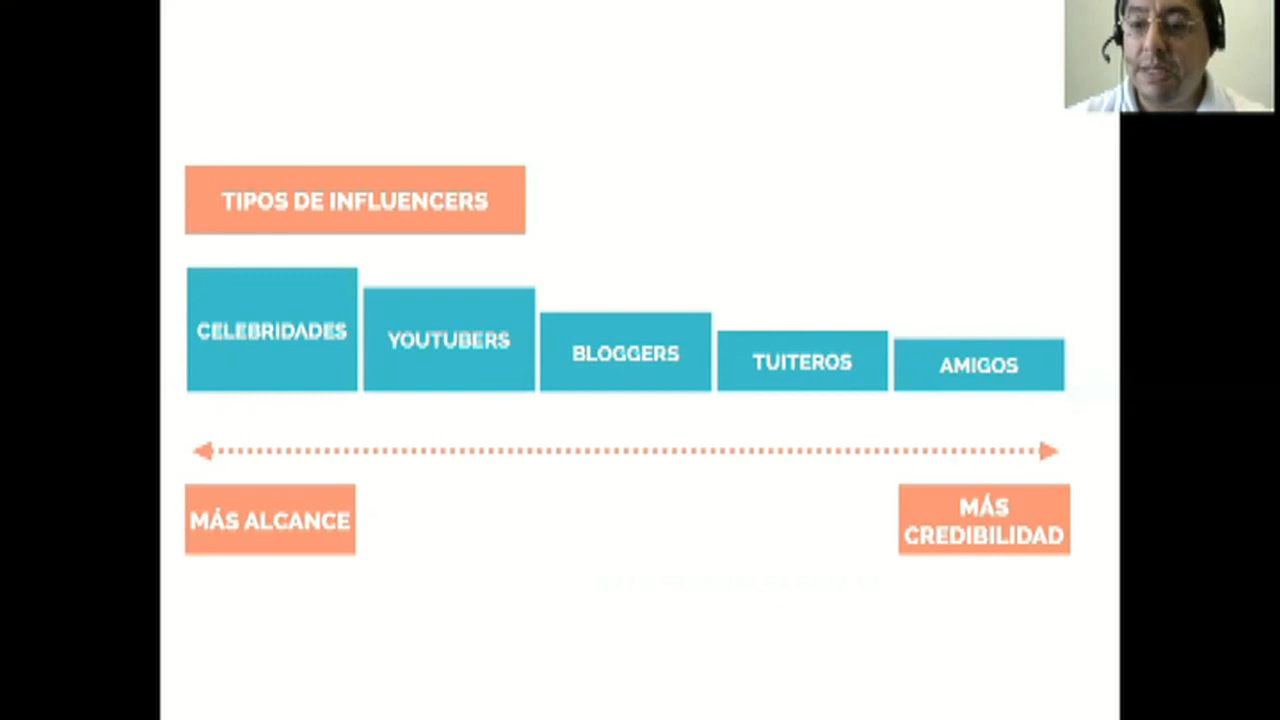 TIPOS DE INFLUENCERS
CELEBRIDADES
YOUTUBERS
BLOGGERS
TUITEROS
AMIGOS
MÁS ALCANCE
MÁS
CREDIBILIDAD